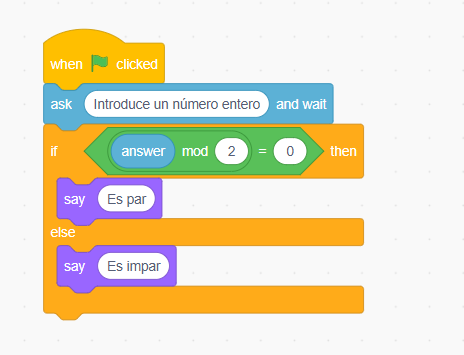 when clicked
ask Introduce un número entero and wait
if answer mod 2 = 0 then
say Es par
else
say Es impar